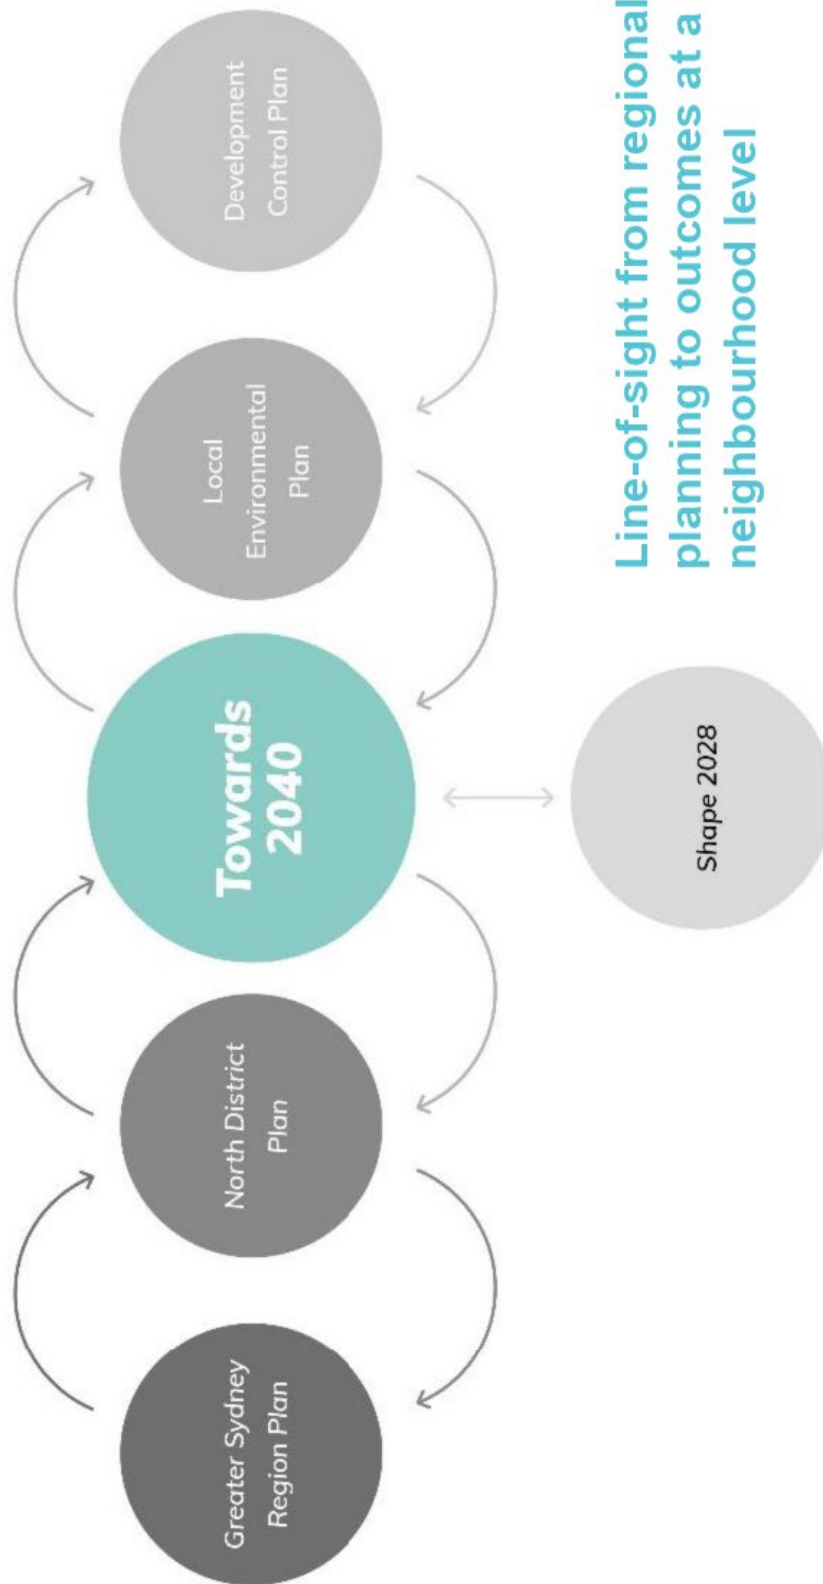 Greater Sydney
Region Plan
North District
Plan
Towards
2040
Local
Environmental
Plan
Development
Control Plan
Shape 2028
Line-of-sight from regional
planning to outcomes at a
neighbourhood level